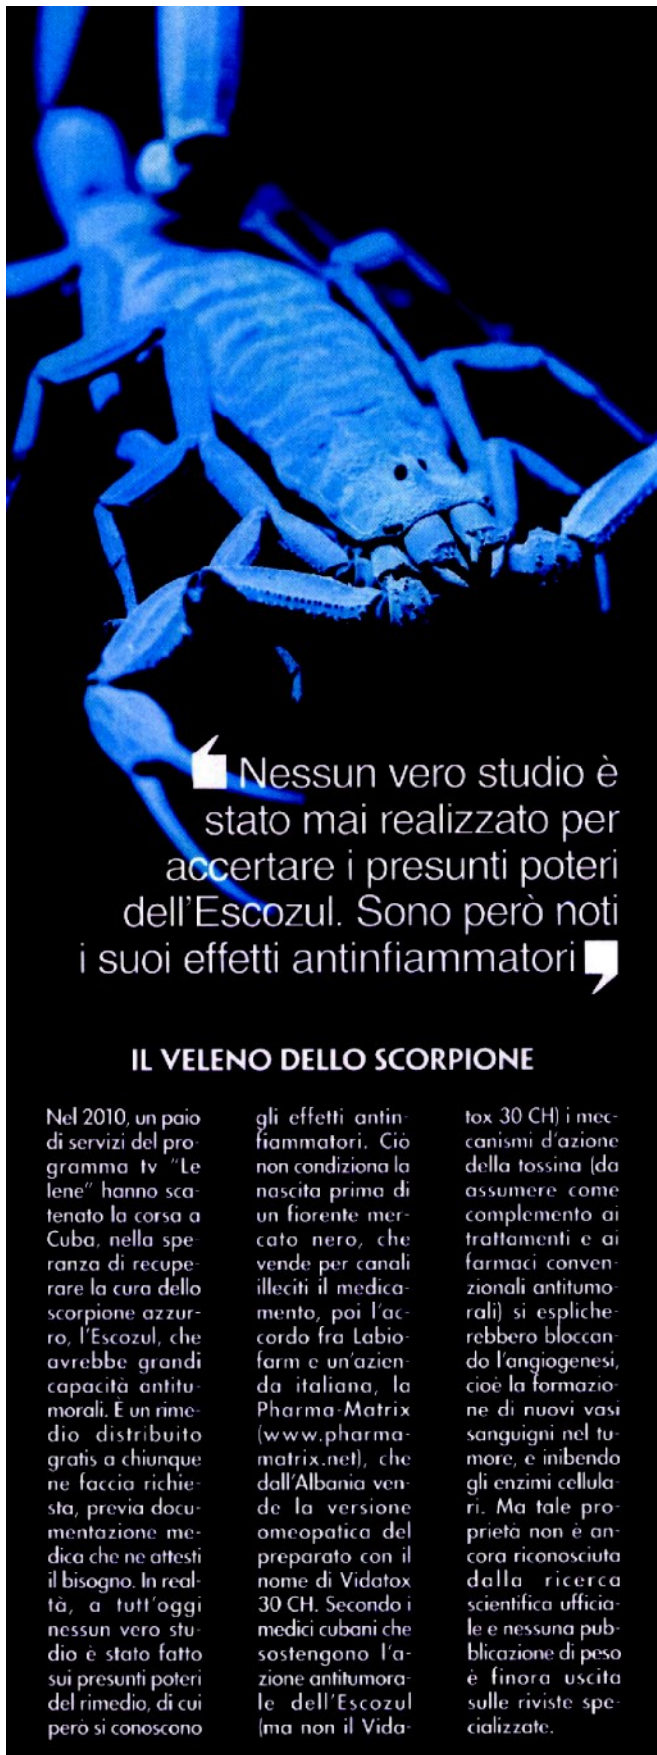 Nessun vero studio è
stato mai realizzato per
accertare i presunti poteri
dell'Escozul. Sono però noti
i suoi effetti antinfiammatori
IL VELENO DELLO SCORPIONE
Nel 2010, un paio
di servizi del pro-
gramma tv "Le
Iene" hanno sca-
tenato la corsa a
Cuba, nella spe-
ranza di recupe-
rare la cura dello
scorpione azzur-
ro, l'Escozul, che
avrebbe grandi
capacità antitu-
morali. È un rime-
dio distribuito
gratis a chiunque
ne faccia richie-
sta, previa docu-
mentazione me-
dica che ne attesti
il bisogno. In real-
tà, a tutt'oggi
nessun vero stu-
dio è stato fatto
sui presunti poteri
del rimedio, di cui
però si conoscono
gli effetti antin-
fiammatori. Ciò
non condiziona la
nascita prima di
un fiorente mer-
cato nero, che
vende per canali
illeciti il medica-
mento, poi l'ac-
cordo fra Labio-
farm e un'azien-
da italiana, la
Pharma-Matrix
(www.pharma-
matrix.net), che
dall'Albania ven-
de la versione
omeopatica del
preparato con il
nome di Vidatox
30 CH. Secondo i
medici cubani che
sostengono l'a-
zione antitumora-
le dell'Escozul
(ma non il Vida-
tox 30 CH) i mec-
canismi d'azione
della tossina (da
assumere come
complemento ai
trattamenti e ai
farmaci conven-
zionali antitumo-
rali) si espliche-
rebbero bloccan-
do l'angiogenesi,
cioè la formazio-
ne di nuovi vasi
sanguigni nel tu-
more, e inibendo
gli enzimi cellula-
ri. Ma tale pro-
prietà non è an-
cora riconosciuta
dalla ricerca
scientifica ufficia-
le e nessuna pub-
blicazione di peso
è finora uscita
sulle riviste spe-
cializzate.